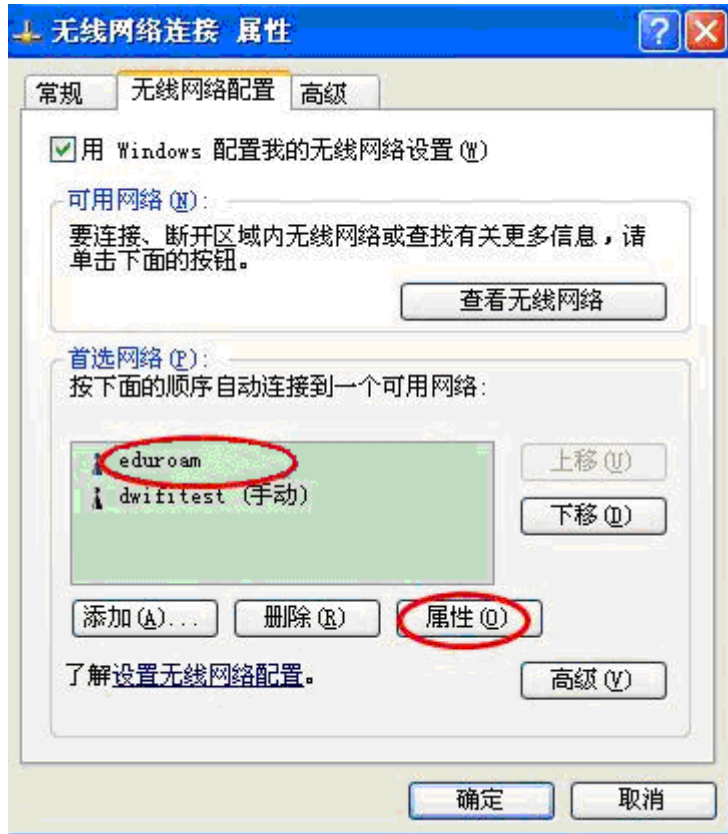 无线网络连接 属性
常规 无线网络配置 高级
用 Windows 配置我的无线网络设置(W)
可用网络(N):
要连接、断开区域内无线网络或查找有关更多信息，请
单击下面的按钮。
查看无线网络
首选网络(P):
按下面的顺序自动连接到一个可用网络:
eduroam
上移(U)
dwifitest (手动)
下移(D)
添加(A)... 删除(R) 属性(O)
了解设置无线网络配置。
高级(V)
确定 取消